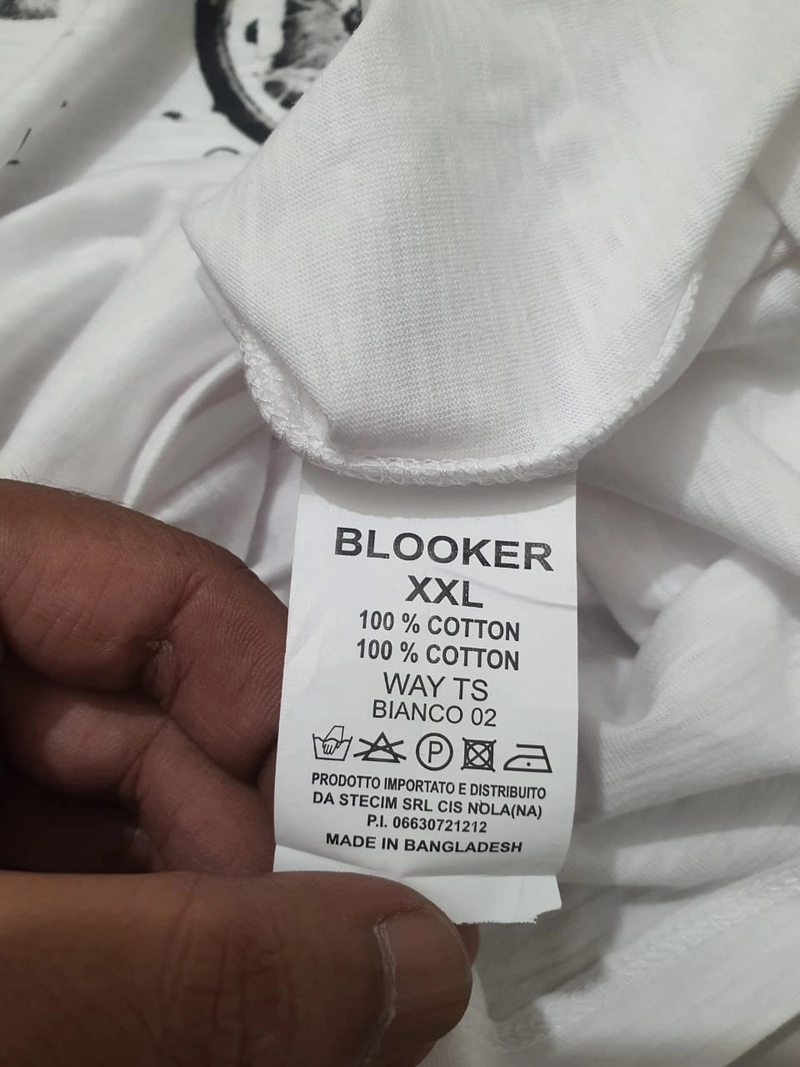 BLOOKER
XXL
100 % COTTON
100 % COTTON
WAY TS
BIANCO 02
P
PRODOTTO IMPORTATO E DISTRIBUITO
DA STECIM SRL CIS NOLA(NA)
P.I. 06630721212
MADE IN BANGLADESH